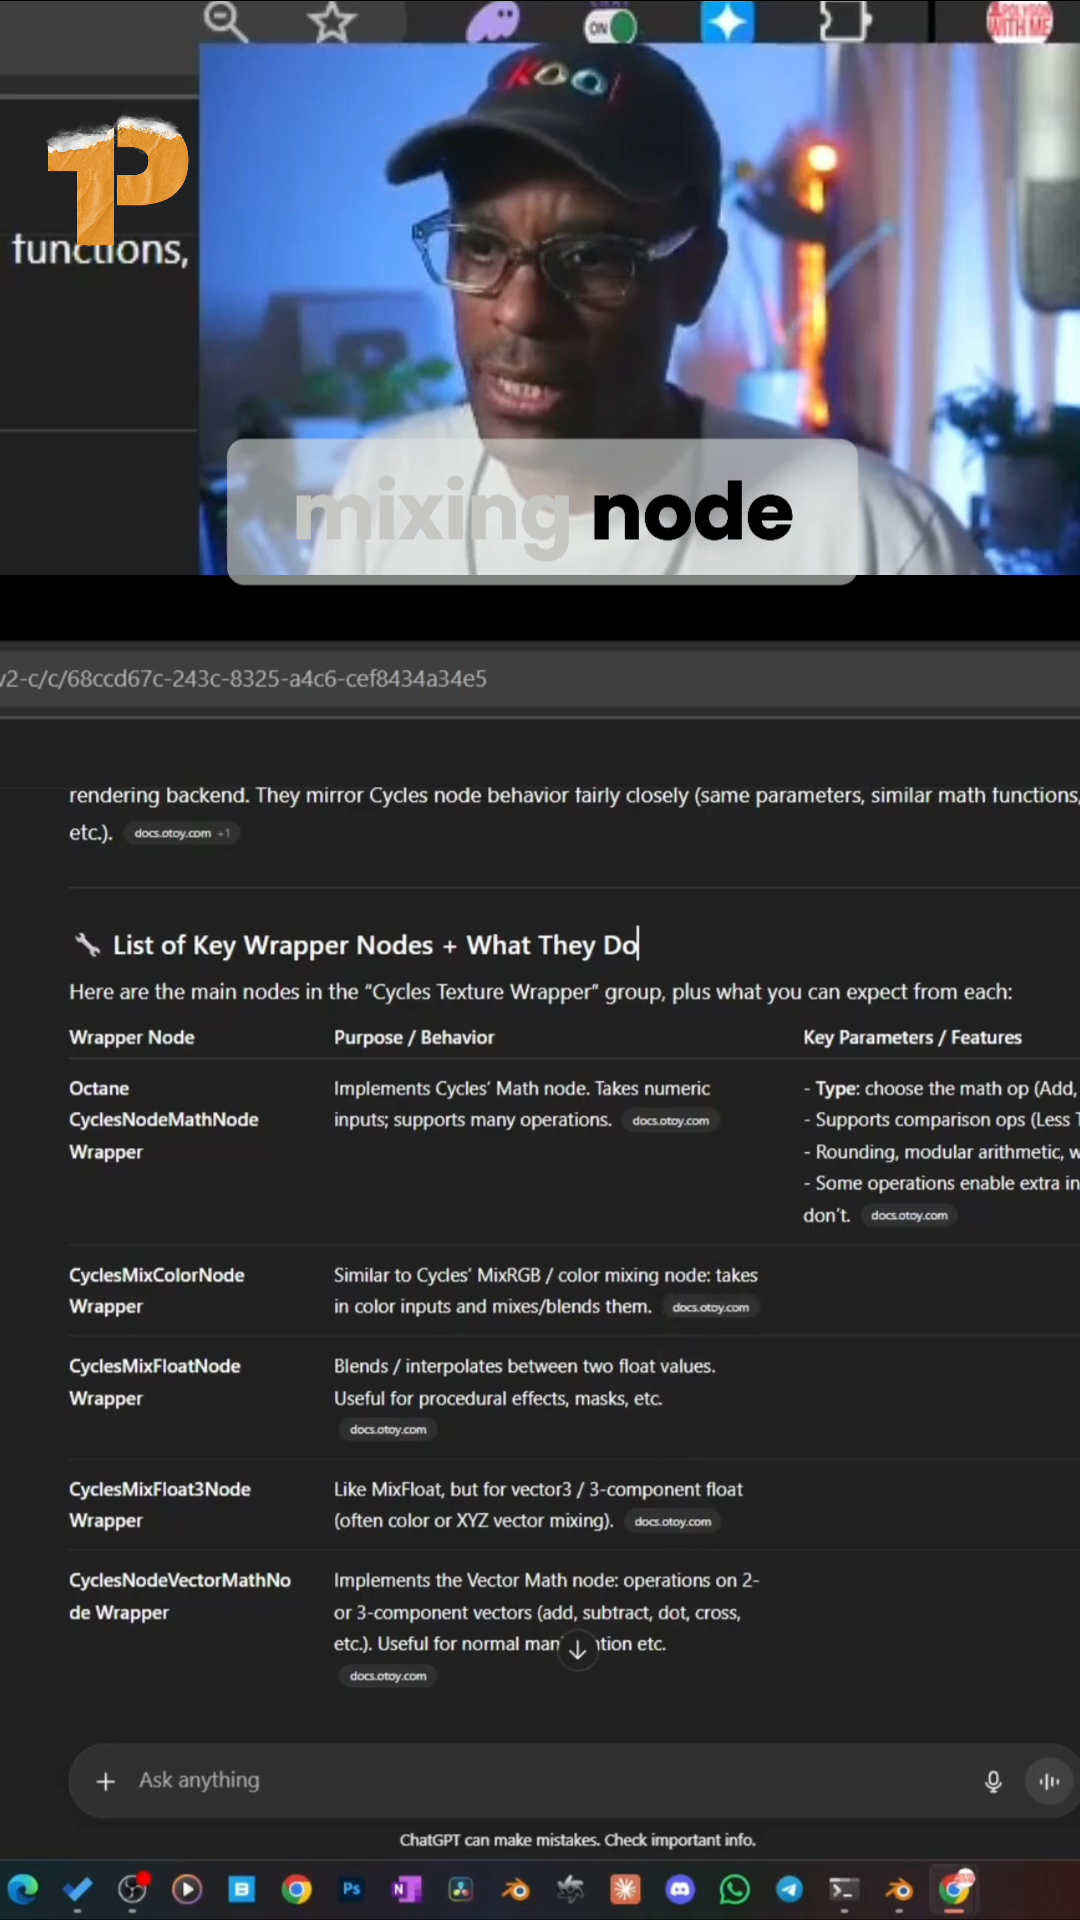 ON
POLYGON
WITH ME
KOOL
TP
functions,
mixing node
v2-c/c/68ccd67c-243c-8325-a4c6-cef8434a34e5
rendering backend. They mirror Cycles node behavior fairly closely (same parameters, similar math functions,
etc.). docs.otoy.com +1
List of Key Wrapper Nodes + What They Do
Here are the main nodes in the “Cycles Texture Wrapper” group, plus what you can expect from each:
Wrapper Node Purpose / Behavior Key Parameters / Features
Octane
CyclesNodeMathNode
Wrapper
Implements Cycles’ Math node. Takes numeric
inputs; supports many operations. docs.otoy.com
- Type: choose the math op (Add,
- Supports comparison ops (Less
- Rounding, modular arithmetic, w
- Some operations enable extra in
don’t. docs.otoy.com
CyclesMixColorNode
Wrapper
Similar to Cycles’ MixRGB / color mixing node: takes
in color inputs and mixes/blends them. docs.otoy.com
CyclesMixFloatNode
Wrapper
Blends / interpolates between two float values.
Useful for procedural effects, masks, etc.
docs.otoy.com
CyclesMixFloat3Node
Wrapper
Like MixFloat, but for vector3 / 3-component float
(often color or XYZ vector mixing). docs.otoy.com
CyclesNodeVectorMathNo
de Wrapper
Implements the Vector Math node: operations on 2-
or 3-component vectors (add, subtract, dot, cross,
etc.). Useful for normal man tion etc.
docs.otoy.com
Ask anything
ChatGPT can make mistakes. Check important info.
B
Ps
N